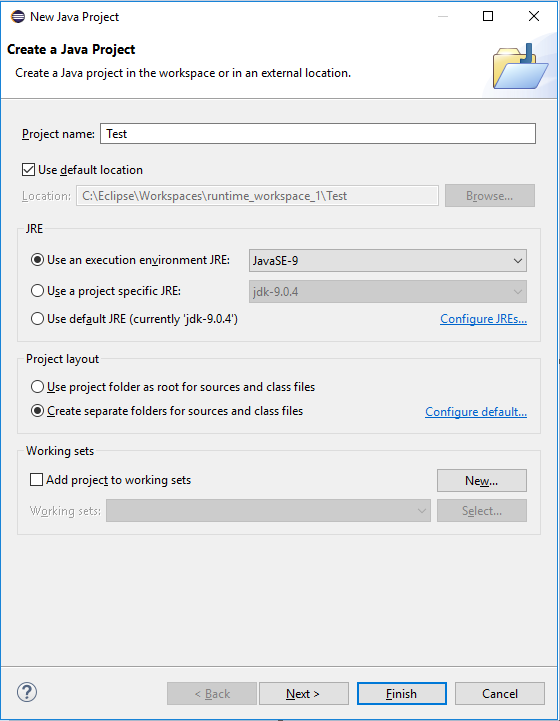 New Java Project
Create a Java Project
Create a Java project in the workspace or in an external location.
Project name: Test
Use default location
Location: C:\Eclipse\Workspaces\runtime_workspace_1\Test Browse...
JRE
Use an execution environment JRE: JavaSE-9
Use a project specific JRE: jdk-9.0.4
Use default JRE (currently 'jdk-9.0.4') Configure JREs...
Project layout
Use project folder as root for sources and class files
Create separate folders for sources and class files Configure default...
Working sets
Add project to working sets New...
Working sets: Select...
? < Back Next > Finish Cancel